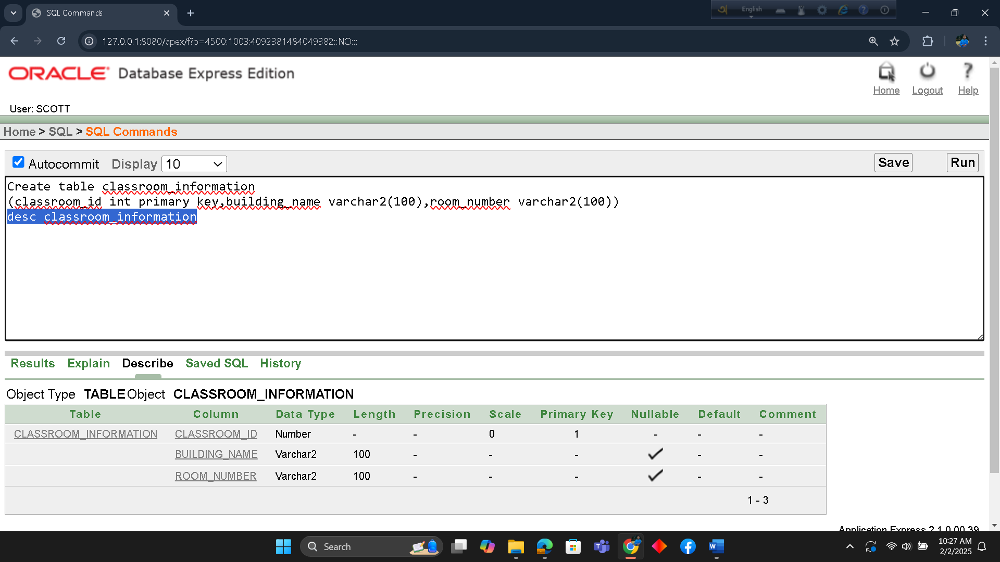 SQL Commands
English
127.0.0.1:8080/apex/f?p=4500:1003:4092381484049382::NO:::
ORACLE Database Express Edition
Home Logout Help
User: SCOTT
Home > SQL > SQL Commands
Autocommit Display 10 Save Run
Create table classroom_information
(classroom_id int primary key,building_name varchar2(100),room_number varchar2(100))
desc classroom_information
Results Explain Describe Saved SQL History
Object Type TABLE Object CLASSROOM_INFORMATION
Table Column Data Type Length Precision Scale Primary Key Nullable Default Comment
CLASSROOM_INFORMATION CLASSROOM_ID Number - - 0 1 - - -
BUILDING_NAME Varchar2 100 - - - - -
ROOM_NUMBER Varchar2 100 - - - - -
1 - 3
Application Express 2.1.0.00.39
Search
10:27 AM
2/2/2025